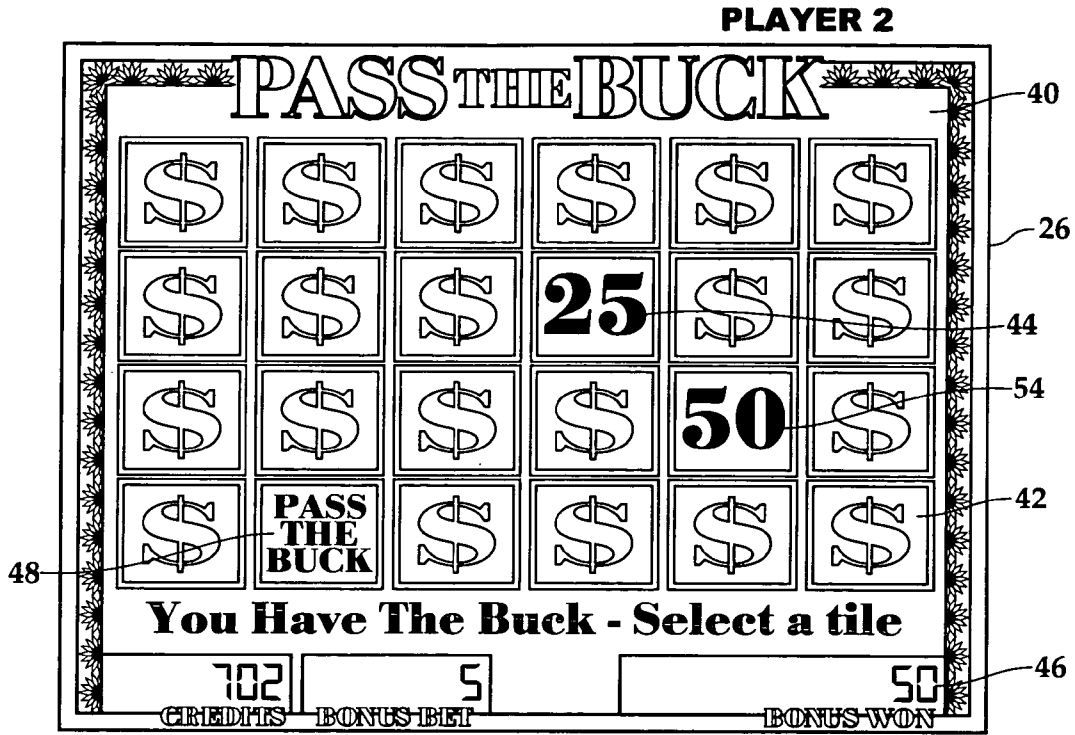 PLAYER 2
PASS THE BUCK
40
$ $ $ $ $ $
26
$ $ $ 25 $ $
44
54
$ $ $ $ 50 $
42
$ PASS THE BUCK $ $ $ $
48
You Have The Buck - Select a tile
702 5 50
46
CREDITS BONUS BET BONUS WON